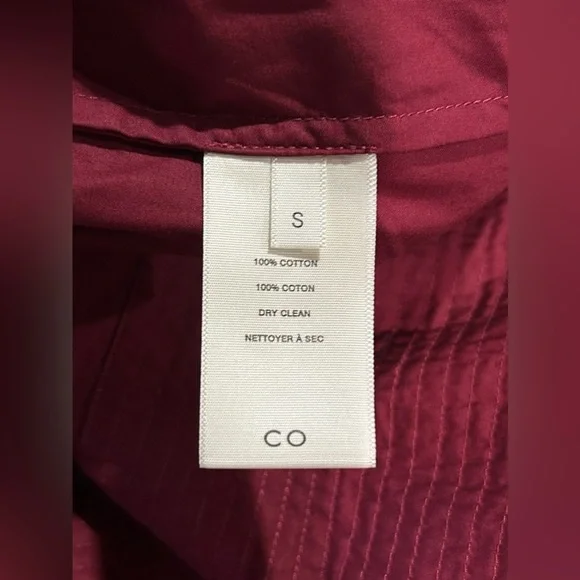 S
100% COTTON
100% COTON
DRY CLEAN
NETTOYER À SEC
CO